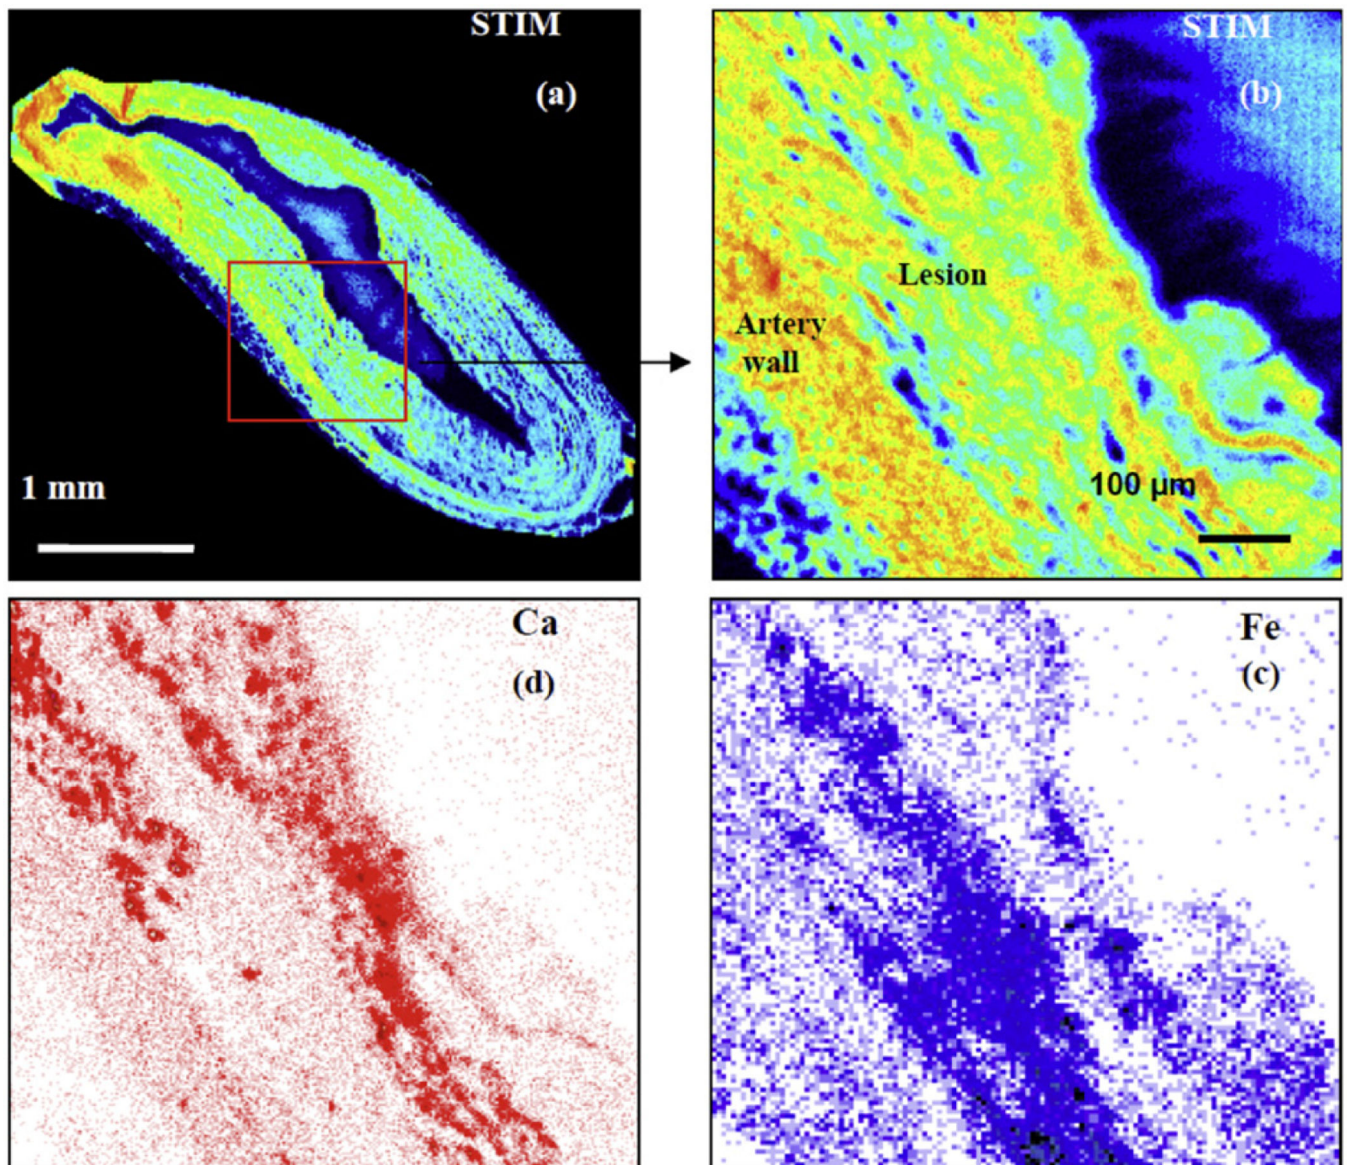 STIM
(a)
1 mm
STIM
(b)
Lesion
Artery
wall
100 µm
Ca
(d)
Fe
(c)